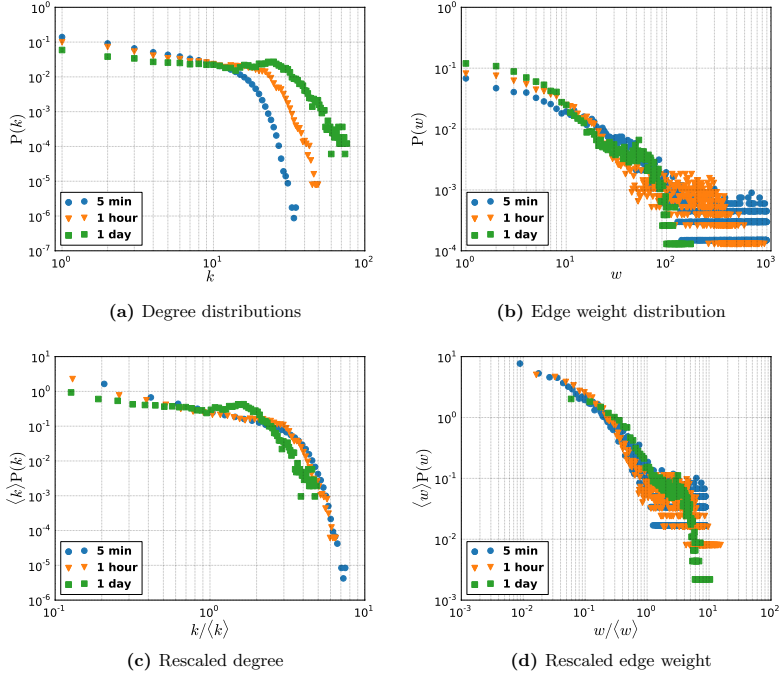 10^1
10^0
10^-1
10^-2
10^-3
10^-4
10^-5
10^-6
10^-7
P(k)
5 min
1 hour
1 day
10^0 10^1 10^2
k
(a) Degree distributions
10^0
10^-1
10^-2
10^-3
10^-4
P(w)
5 min
1 hour
1 day
10^0 10^1 10^2 10^3
w
(b) Edge weight distribution
10^1
10^0
10^-1
10^-2
10^-3
10^-4
10^-5
10^-6
⟨k⟩P(k)
5 min
1 hour
1 day
10^-1 10^0 10^1
k/⟨k⟩
(c) Rescaled degree
10^1
10^0
10^-1
10^-2
10^-3
⟨w⟩P(w)
5 min
1 hour
1 day
10^-3 10^-2 10^-1 10^0 10^1 10^2
w/⟨w⟩
(d) Rescaled edge weight